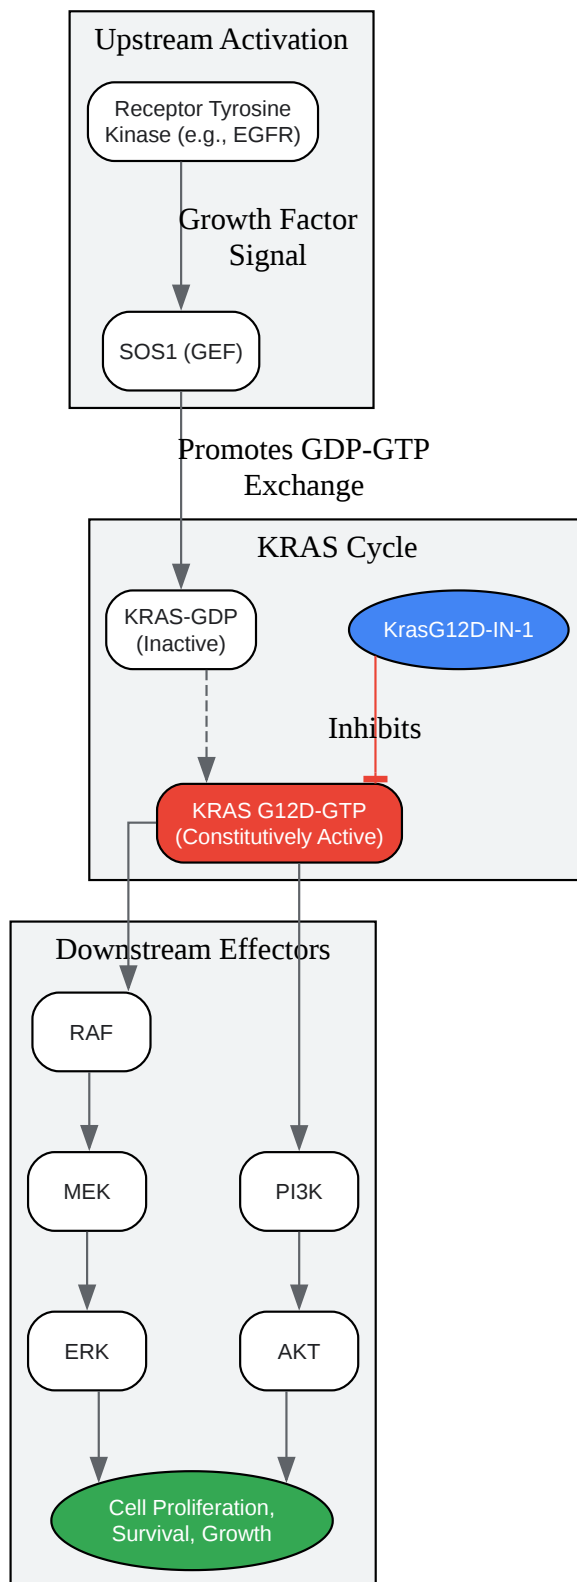 Upstream Activation
Receptor Tyrosine
Kinase (e.g., EGFR)
Growth Factor
Signal
SOS1 (GEF)
Promotes GDP-GTP
Exchange
KRAS Cycle
KRAS-GDP
(Inactive)
KrasG12D-IN-1
Inhibits
KRAS G12D-GTP
(Constitutively Active)
Downstream Effectors
RAF
MEK
PI3K
ERK
AKT
Cell Proliferation,
Survival, Growth